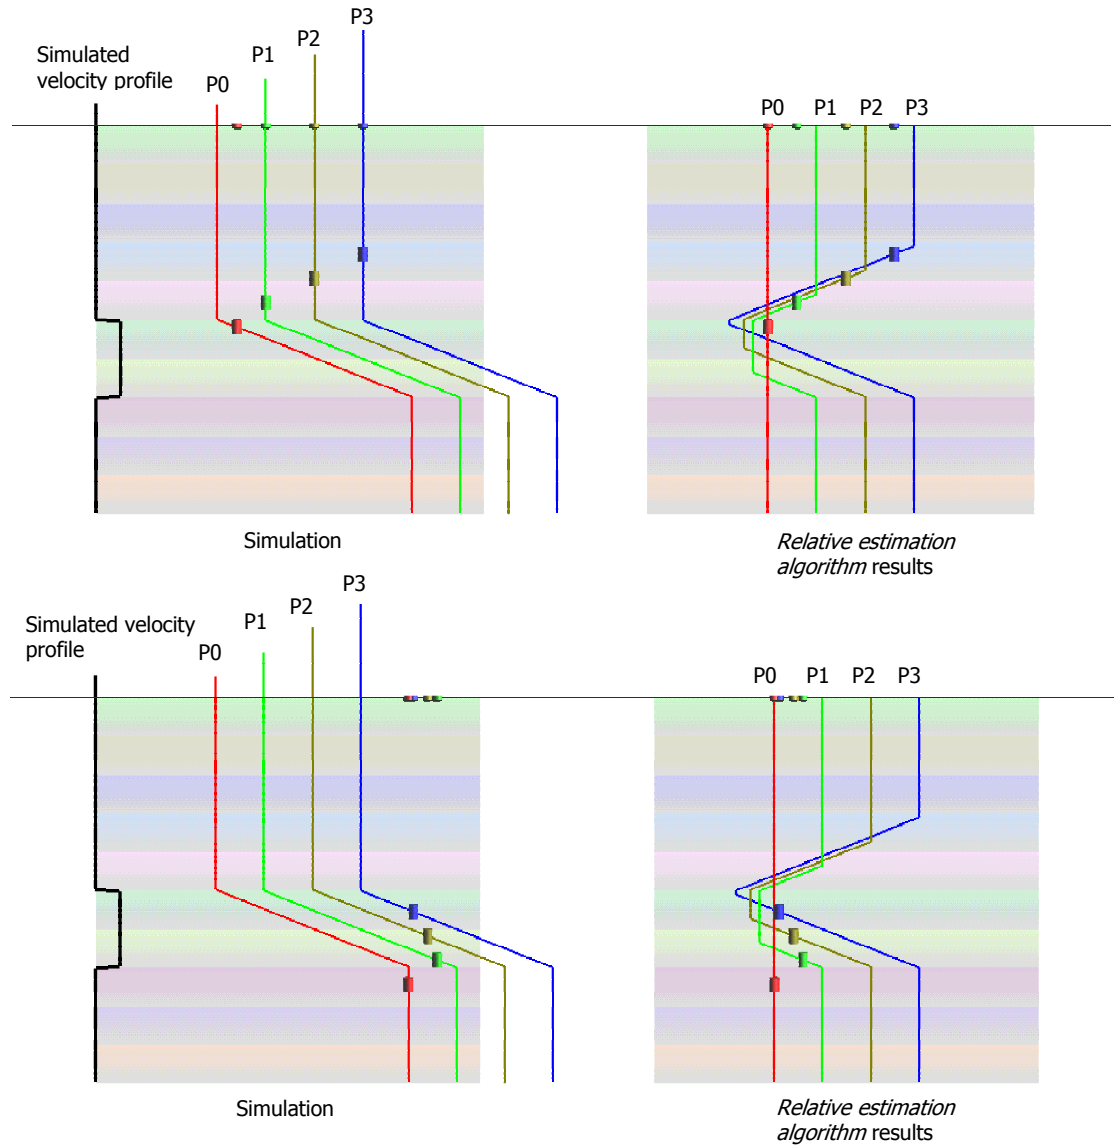 P3
P2
Simulated
velocity profile
P1
P0
P0
P1
P2
P3
Simulation
Relative estimation
algorithm results
P3
P2
Simulated velocity
profile
P1
P0
P0
P1
P2
P3
Simulation
Relative estimation
algorithm results